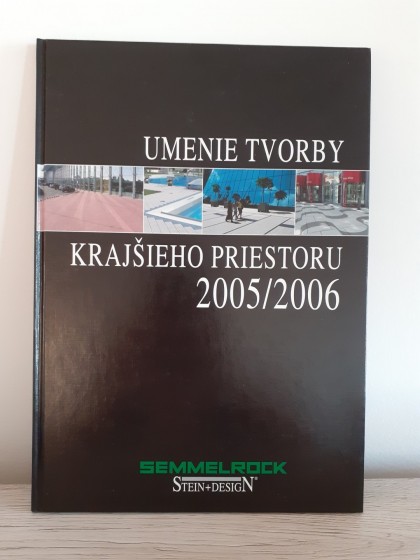 UMENIE TVORBY
KRAJŠIEHO PRIESTORU
2005/2006
SEMMELROCK
STEIN+DESIGN®